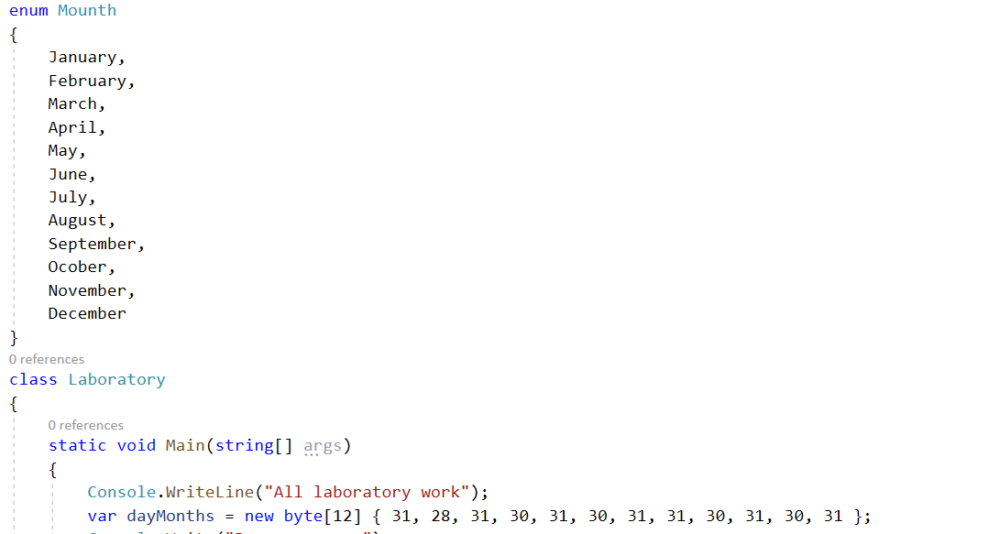 enum Mounth
{
January,
February,
March,
April,
May,
June,
July,
August,
September,
Ocober,
November,
December
}
0 references
class Laboratory
{
0 references
static void Main(string[] args)
{
Console.WriteLine("All laboratory work");
var dayMonths = new byte[12] { 31, 28, 31, 30, 31, 30, 31, 31, 30, 31, 30, 31 };